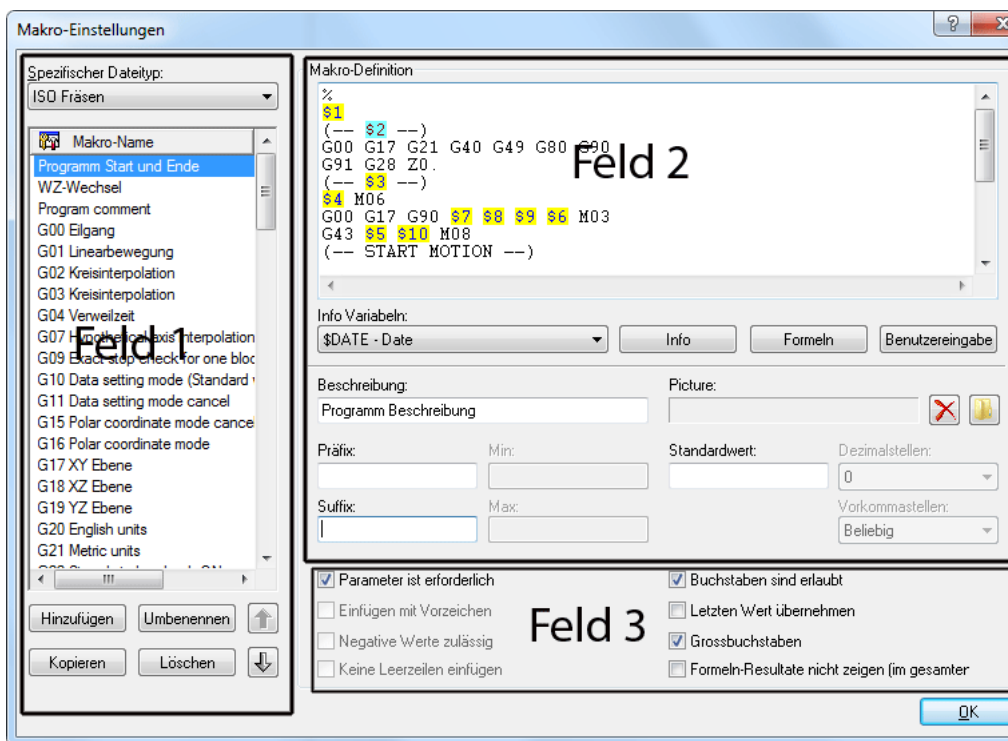 Makro-Einstellungen
Spezifischer Dateityp:
ISO Fräsen
Makro-Name
Programm Start und Ende
WZ-Wechsel
Program comment
G00 Eilgang
G01 Linearbewegung
G02 Kreisinterpolation
G03 Kreisinterpolation
G04 Verweilzeit
G07 Hypothetical axis interpolation
G09 Exact stop check for one bloc
G10 Data setting mode (Standard
G11 Data setting mode cancel
G15 Polar coordinate mode cancel
G16 Polar coordinate mode
G17 XY Ebene
G18 XZ Ebene
G19 YZ Ebene
G20 English units
G21 Metric units
Feld 1
Hinzufügen
Umbenennen
Kopieren
Löschen
Makro-Definition
%
$1
(-- $2 --)
G00 G17 G21 G40 G49 G80 G90
G91 G28 Z0.
(-- $3 --)
$4 M06
G00 G17 G90 $7 $8 $9 $6 M03
G43 $5 $10 M08
(-- START MOTION --)
Feld 2
Info Variabeln:
$DATE - Date
Info
Formeln
Benutzereingabe
Beschreibung:
Picture:
Programm Beschreibung
Präfix:
Min:
Standardwert:
Dezimalstellen:
0
Suffix:
Max:
Vorkommastellen:
Beliebig
Parameter ist erforderlich
Buchstaben sind erlaubt
Einfügen mit Vorzeichen
Letzten Wert übernehmen
Negative Werte zulässig
Grossbuchstaben
Keine Leerzeilen einfügen
Formeln-Resultate nicht zeigen (im gesamter
Feld 3
OK